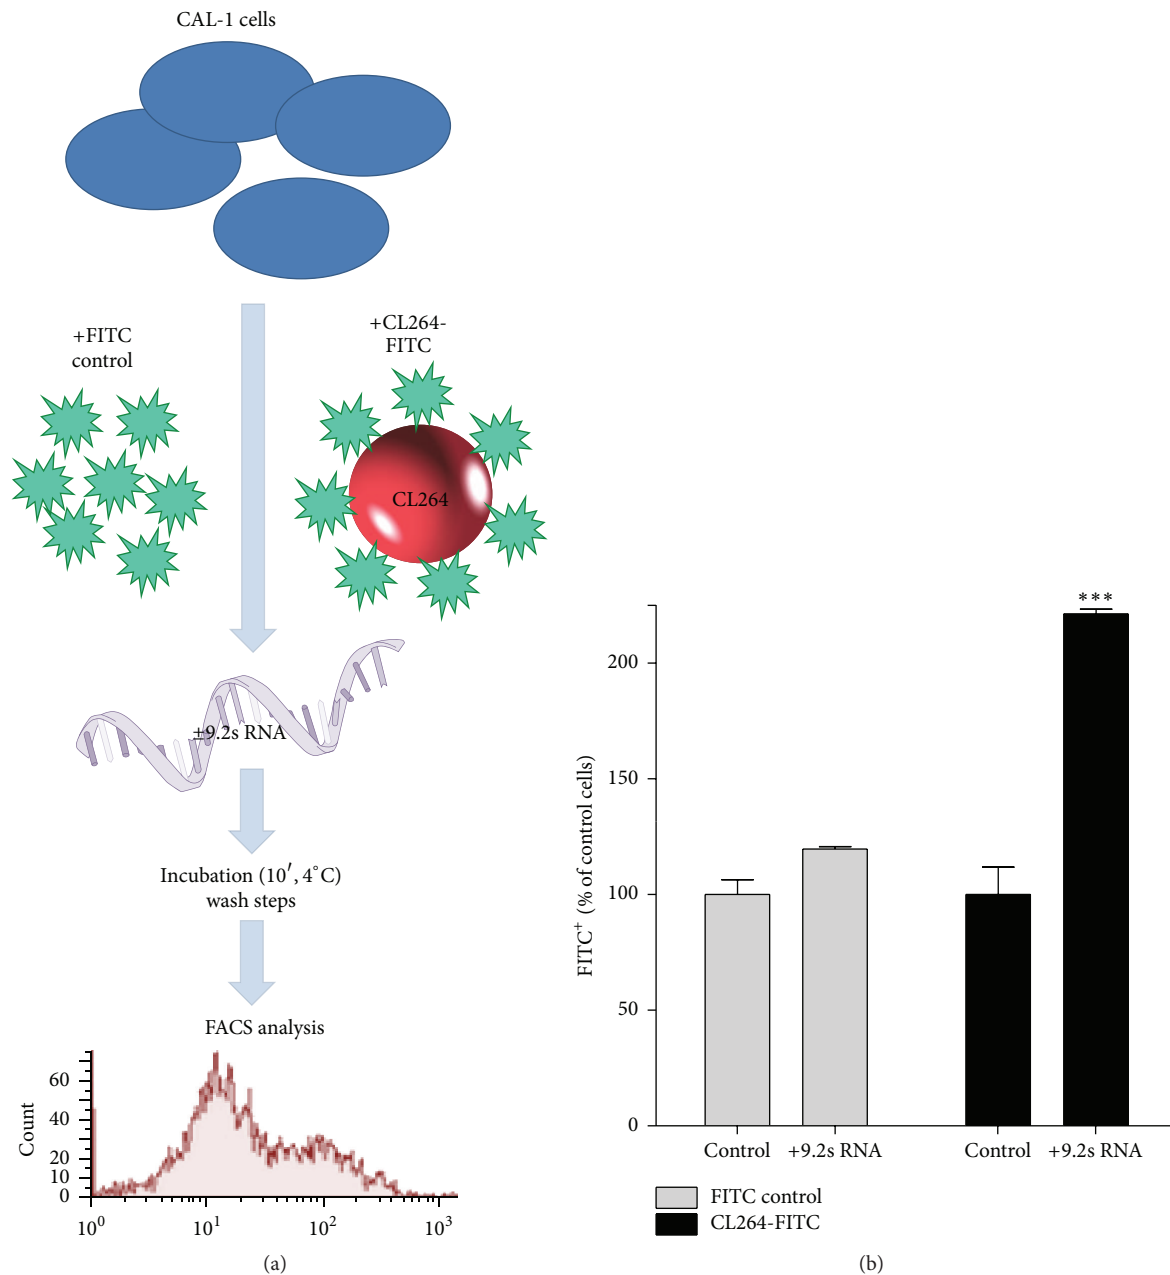 CAL-1 cells
+FITC
control
+CL264-
FITC
CL264
±9.2s RNA
Incubation (10′, 4°C)
wash steps
FACS analysis
Count
60
40
20
10
0
10⁰
10¹
10²
10³
(a)
FITC⁺ (% of control cells)
200
150
100
50
0
***
Control
+9.2s RNA
Control
+9.2s RNA
FITC control
CL264-FITC
(b)